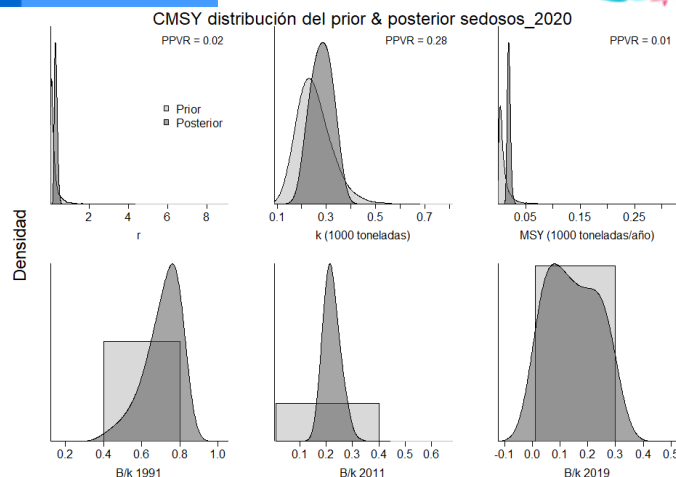 CMSY distribución del prior & posterior sedosos_2020
PPVR = 0.02
PPVR = 0.28
PPVR = 0.01
Prior
Posterior
2 4 6 8
r
0.1 0.3 0.5 0.7
k (1000 toneladas)
0.05 0.15 0.25
MSY (1000 toneladas/año)
Densidad
0.2 0.4 0.6 0.8 1.0
B/k 1991
0.1 0.2 0.3 0.4 0.5 0.6
B/k 2011
-0.1 0.0 0.1 0.2 0.3 0.4 0.5
B/k 2019